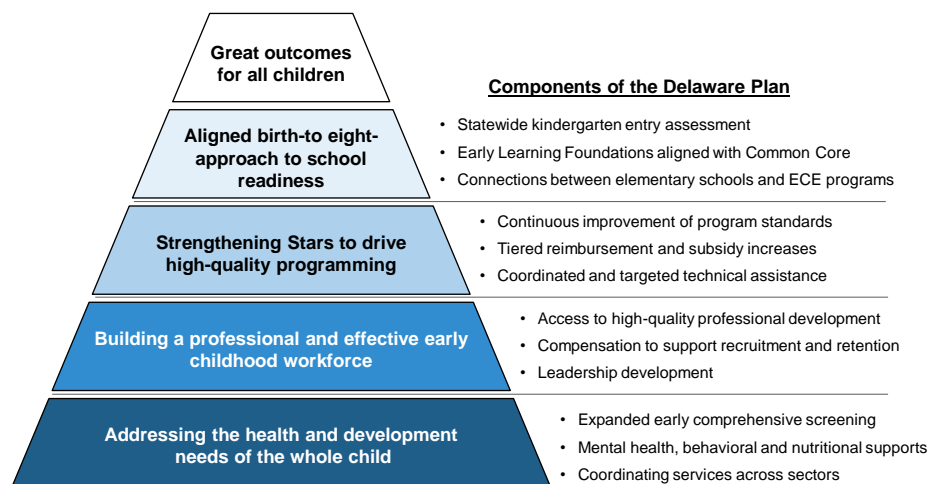 Great outcomes
for all children
Components of the Delaware Plan
Aligned birth-to eight-
approach to school
readiness
• Statewide kindergarten entry assessment
• Early Learning Foundations aligned with Common Core
• Connections between elementary schools and ECE programs
Strengthening Stars to drive
high-quality programming
• Continuous improvement of program standards
• Tiered reimbursement and subsidy increases
• Coordinated and targeted technical assistance
Building a professional and effective early
childhood workforce
• Access to high-quality professional development
• Compensation to support recruitment and retention
• Leadership development
Addressing the health and development
needs of the whole child
• Expanded early comprehensive screening
• Mental health, behavioral and nutritional supports
• Coordinating services across sectors